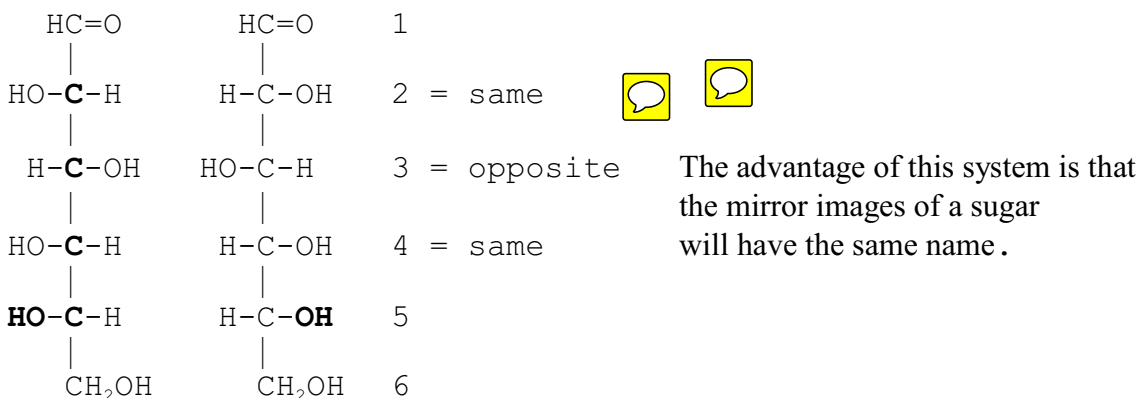 HC=O HC=O 1
| |
HO-C-H H-C-OH 2 = same
| |
H-C-OH HO-C-H 3 = opposite The advantage of this system is that
| | the mirror images of a sugar
HO-C-H H-C-OH 4 = same will have the same name.
| |
HO-C-H H-C-OH 5
| |
CH₂OH CH₂OH 6